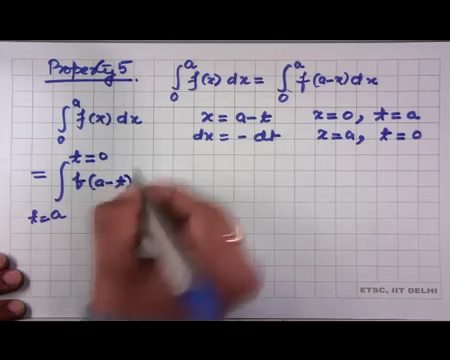 Property 5. ∫₀ᵃ f(x) dx = ∫₀ᵃ f(a-x) dx
∫₀ᵃ f(x) dx x = a-t x=0, t=a
dx = - dt x=a, t=0
= ∫_{t=a}^{t=0} f(a-t)
ETSC, IIT DELHI